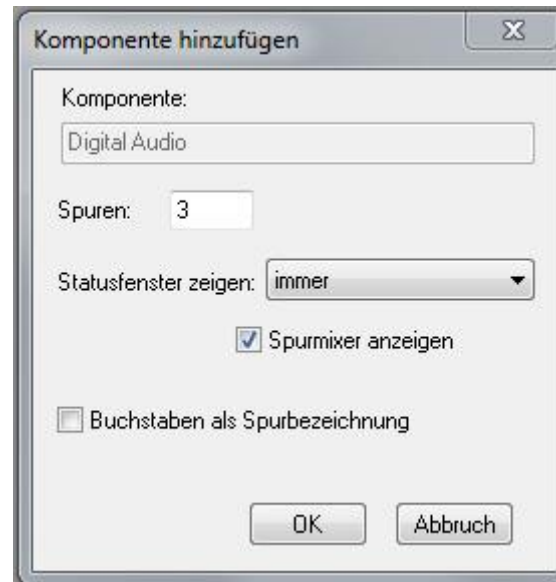 Komponente hinzufügen
Komponente:
Digital Audio
Spuren: 3
Statusfenster zeigen: immer
Spurmixer anzeigen
Buchstaben als Spurbezeichnung
OK Abbruch